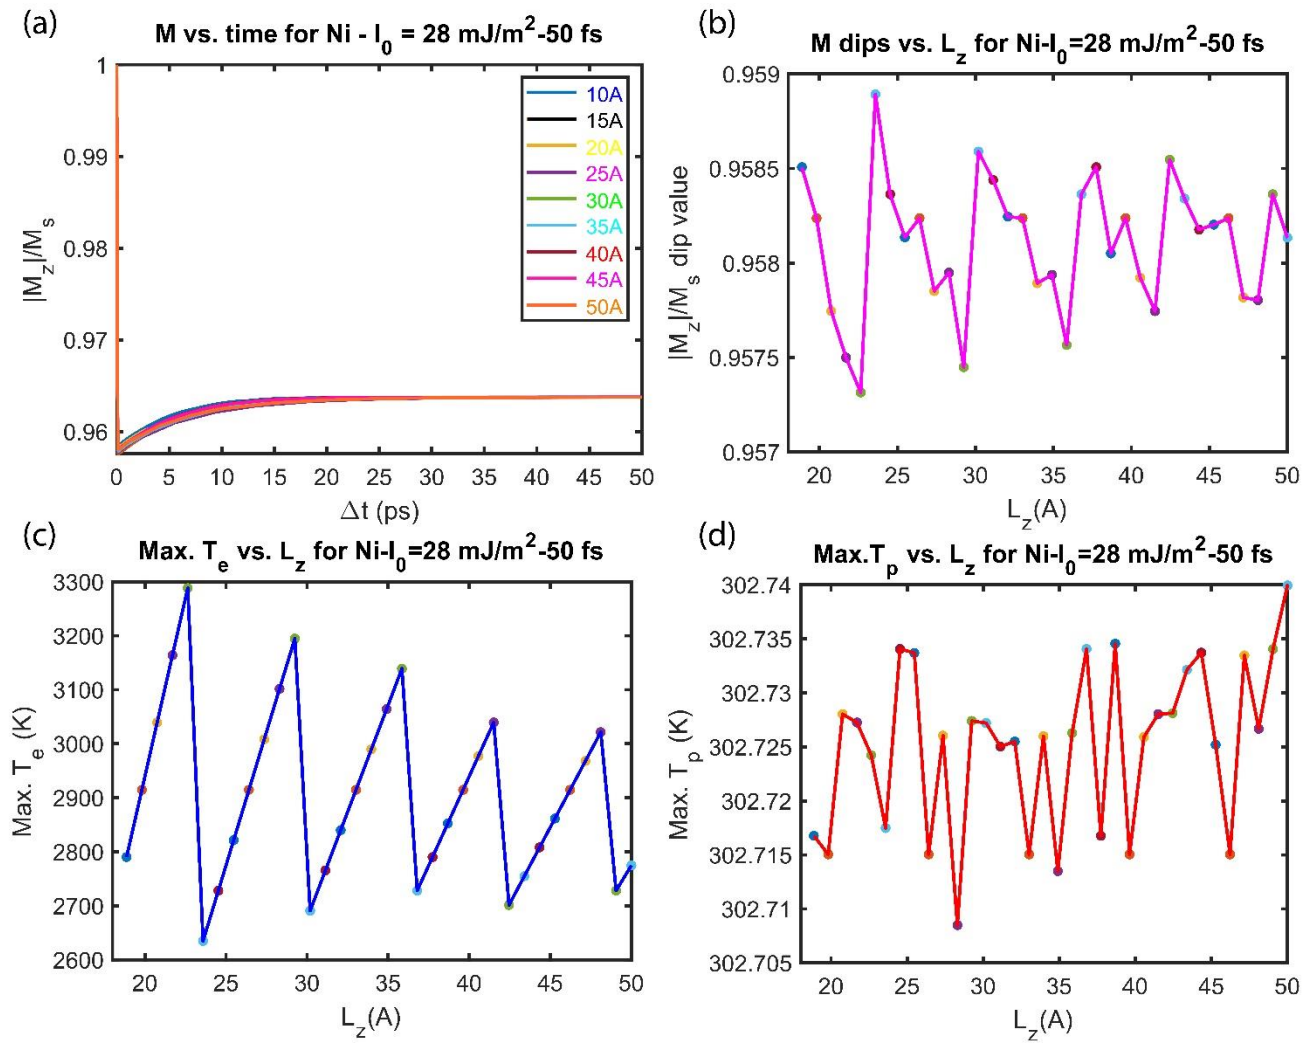 (a)
M vs. time for Ni - I0 = 28 mJ/m2-50 fs
1
0.99
0.98
0.97
0.96
|Mz|/Ms
10A
15A
20A
25A
30A
35A
40A
45A
50A
0 5 10 15 20 25 30 35 40 45 50
Δt (ps)
(b)
M dips vs. Lz for Ni-I0=28 mJ/m2-50 fs
0.959
0.9585
0.958
0.9575
0.957
|Mz|/Ms dip value
20 25 30 35 40 45 50
Lz(A)
(c)
Max. Te vs. Lz for Ni-I0=28 mJ/m2-50 fs
3300
3200
3100
3000
2900
2800
2700
2600
Max. Te (K)
20 25 30 35 40 45 50
Lz(A)
(d)
Max.Tp vs. Lz for Ni-I0=28 mJ/m2-50 fs
302.74
302.735
302.73
302.725
302.72
302.715
302.71
302.705
Max. Tp (K)
20 25 30 35 40 45 50
Lz(A)